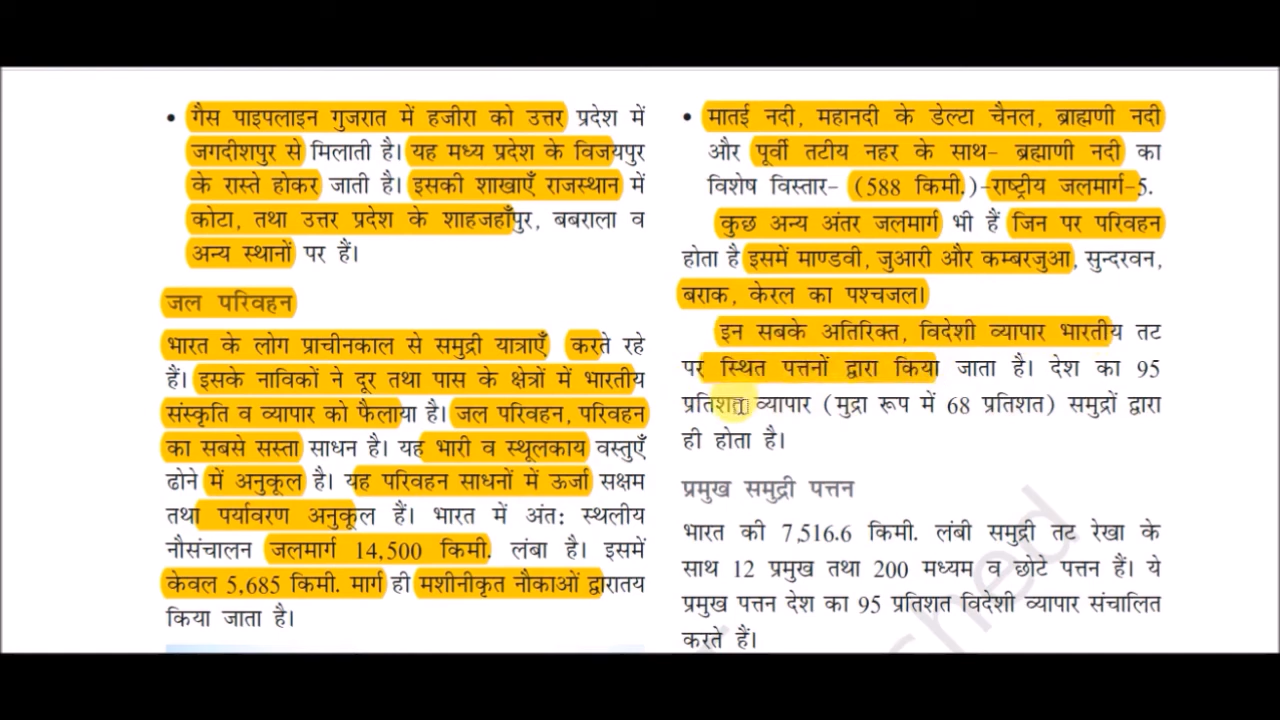 • गैस पाइपलाइन गुजरात में हजीरा को उत्तर प्रदेश में
जगदीशपुर से मिलाती है। यह मध्य प्रदेश के विजयपुर
के रास्ते होकर जाती है। इसकी शाखाएँ राजस्थान में
कोटा, तथा उत्तर प्रदेश के शाहजहाँपुर, बबराला व
अन्य स्थानों पर हैं।
जल परिवहन
भारत के लोग प्राचीनकाल से समुद्री यात्राएँ करते रहे
हैं। इसके नाविकों ने दूर तथा पास के क्षेत्रों में भारतीय
संस्कृति व व्यापार को फैलाया है। जल परिवहन, परिवहन
का सबसे सस्ता साधन है। यह भारी व स्थूलकाय वस्तुएँ
ढोने में अनुकूल है। यह परिवहन साधनों में ऊर्जा सक्षम
तथा पर्यावरण अनुकूल हैं। भारत में अंत: स्थलीय
नौसंचालन जलमार्ग 14,500 किमी. लंबा है। इसमें
केवल 5,685 किमी. मार्ग ही मशीनीकृत नौकाओं द्वारातय
किया जाता है।
• मातई नदी, महानदी के डेल्टा चैनल, ब्राह्मणी नदी
और पूर्वी तटीय नहर के साथ– ब्रह्माणी नदी का
विशेष विस्तार– (588 किमी.)–राष्ट्रीय जलमार्ग-5.
कुछ अन्य अंतर जलमार्ग भी हैं जिन पर परिवहन
होता है इसमें माण्डवी, जुआरी और कम्बरजुआ, सुन्दरवन,
बराक, केरल का पश्चजल।
इन सबके अतिरिक्त, विदेशी व्यापार भारतीय तट
पर स्थित पत्तनों द्वारा किया जाता है। देश का 95
प्रतिशत व्यापार (मुद्रा रूप में 68 प्रतिशत) समुद्रों द्वारा
ही होता है।
प्रमुख समुद्री पत्तन
भारत की 7,516.6 किमी. लंबी समुद्री तट रेखा के
साथ 12 प्रमुख तथा 200 मध्यम व छोटे पत्तन हैं। ये
प्रमुख पत्तन देश का 95 प्रतिशत विदेशी व्यापार संचालित
करते हैं।